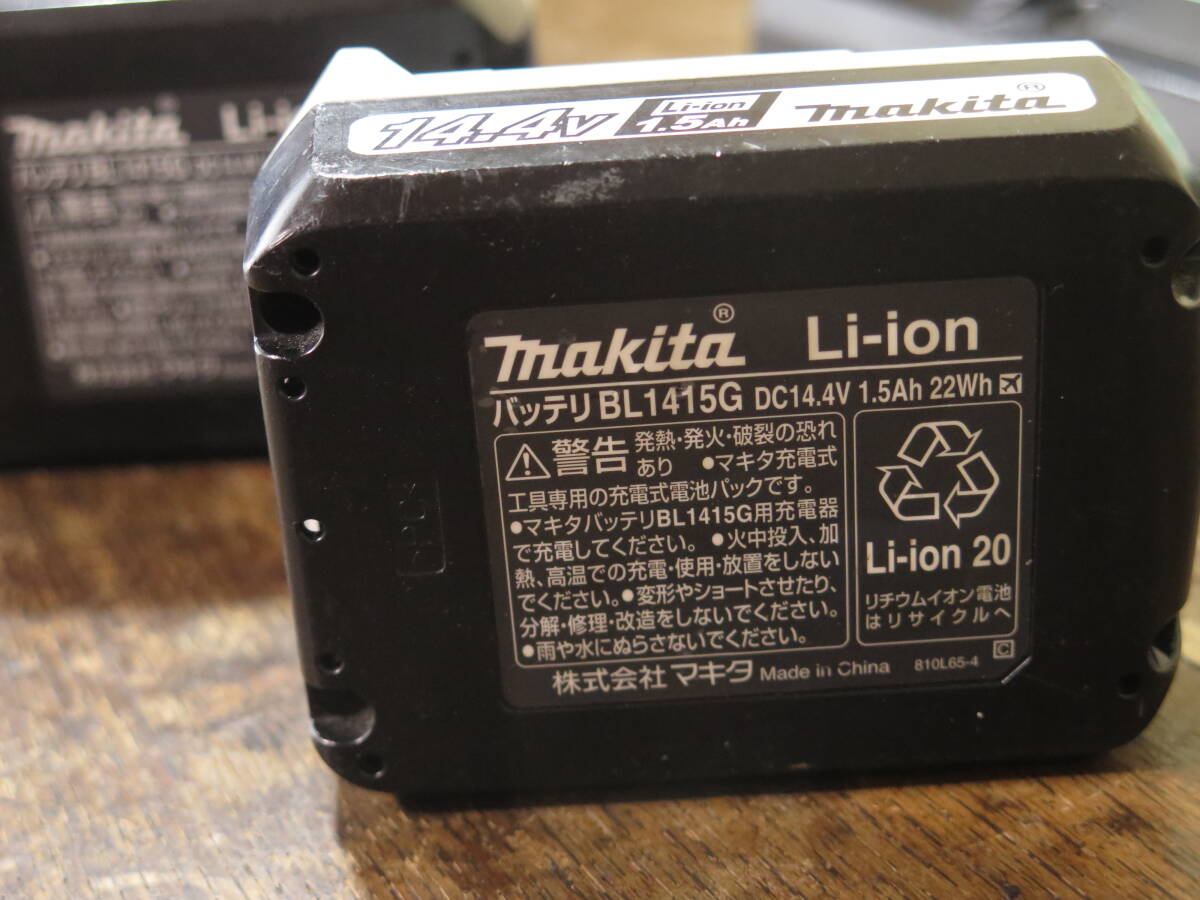 14.4V Li-ion 1.5Ah makita®
makita® Li-ion
バッテリ BL1415G DC14.4V 1.5Ah 22Wh
警告 発熱・発火・破裂の恐れ
あり ●マキタ充電式
工具専用の充電式電池パックです。
●マキタバッテリBL1415G用充電器
で充電してください。 ●火中投入、加
熱、高温での充電・使用・放置をしない
でください。●変形やショートさせたり、
分解・修理・改造をしないでください。
●雨や水にぬらさないでください。
Li-ion 20
リチウムイオン電池
はリサイクルへ
株式会社 マキタ Made in China 810L65-4 C
makita Li-i
バッテリBL1415G